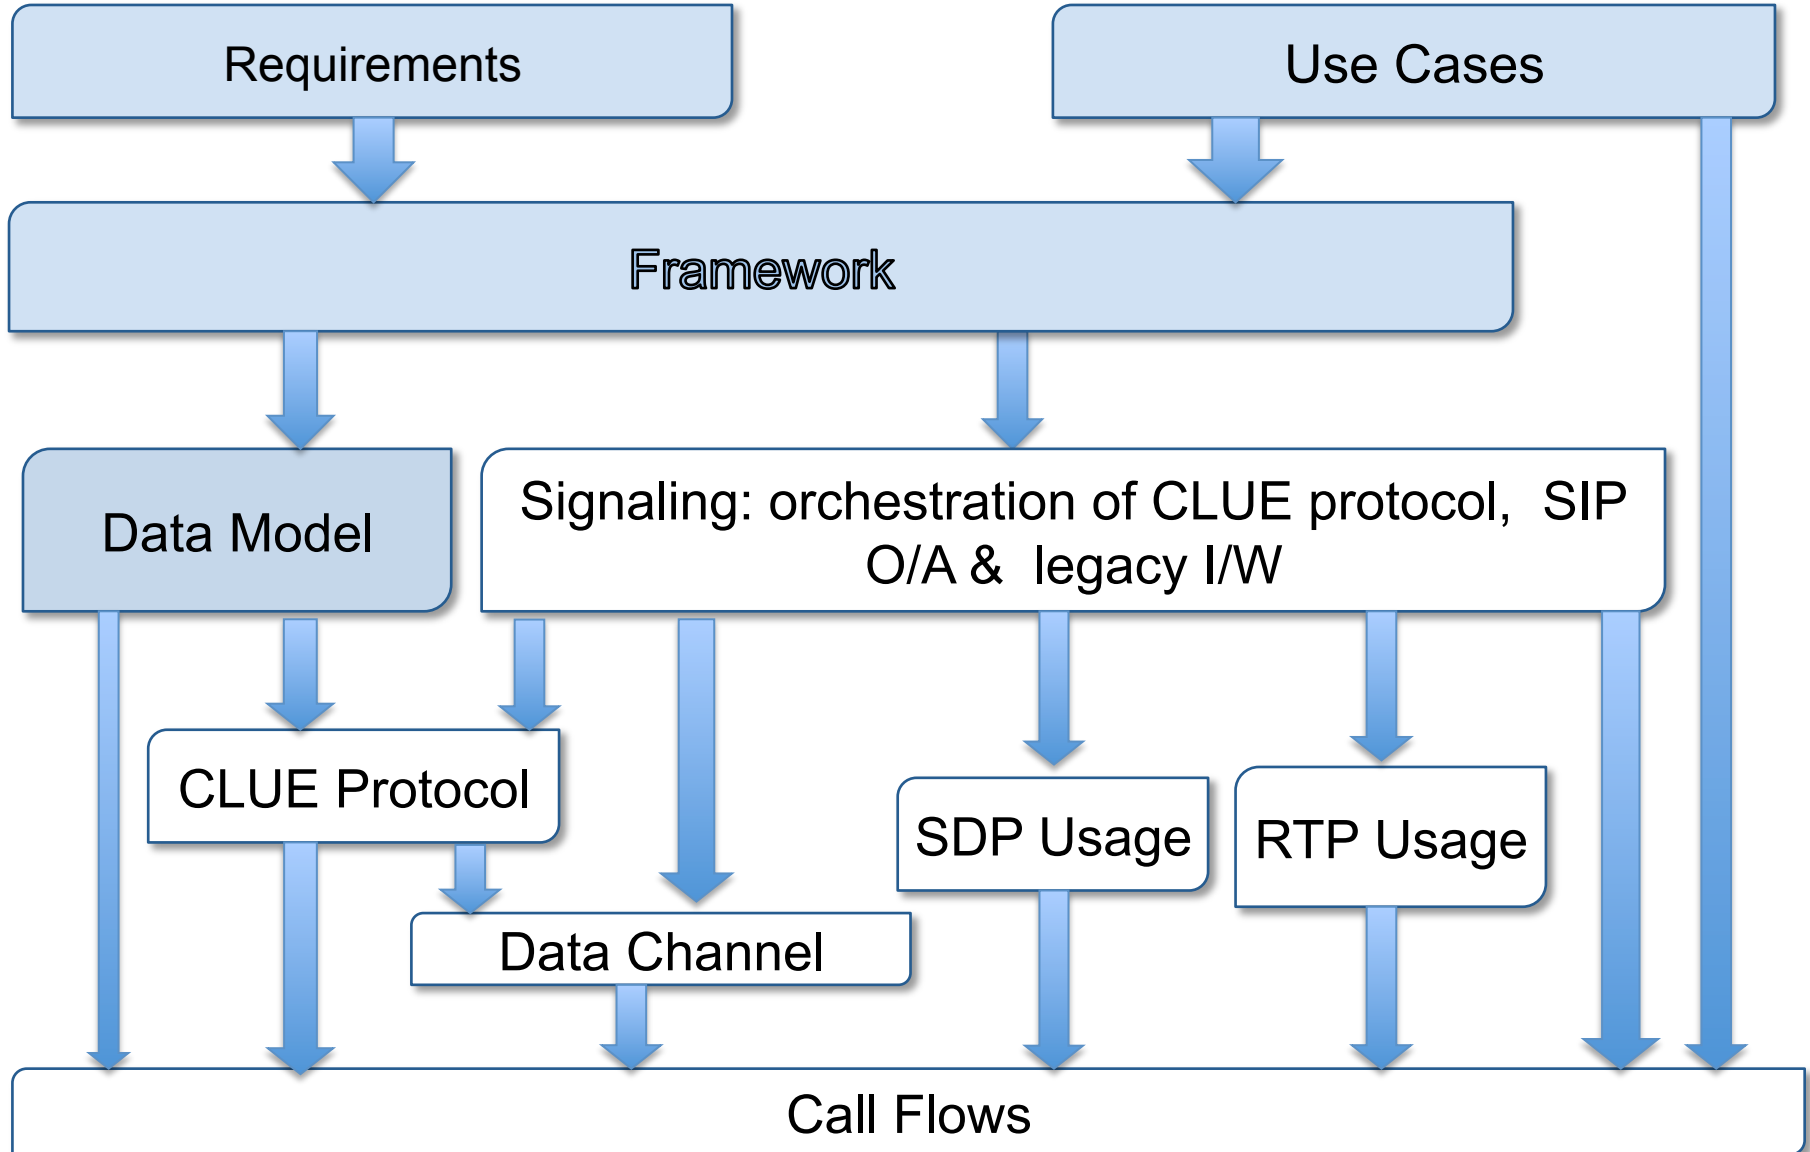 Requirements
Use Cases
Framework
Data Model
Signaling: orchestration of CLUE protocol,  SIP
O/A &  legacy I/W
CLUE Protocol
SDP Usage
RTP Usage
Data Channel
Call Flows